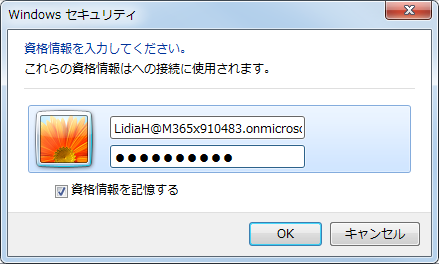 Windows セキュリティ
資格情報を入力してください。
これらの資格情報はへの接続に使用されます。
LidiaH@M365x910483.onmicrosc
●●●●●●●●●●
資格情報を記憶する
OK
キャンセル